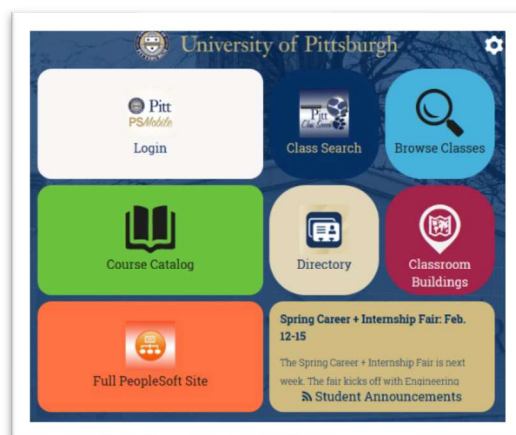 University of Pittsburgh
Pitt
PSMobile
Login
Pitt
Class Search
Browse Classes
Course Catalog
Directory
Classroom
Buildings
Full PeopleSoft Site
Spring Career + Internship Fair: Feb.
12-15
The Spring Career + Internship Fair is next
week. The fair kicks off with Engineering
Student Announcements